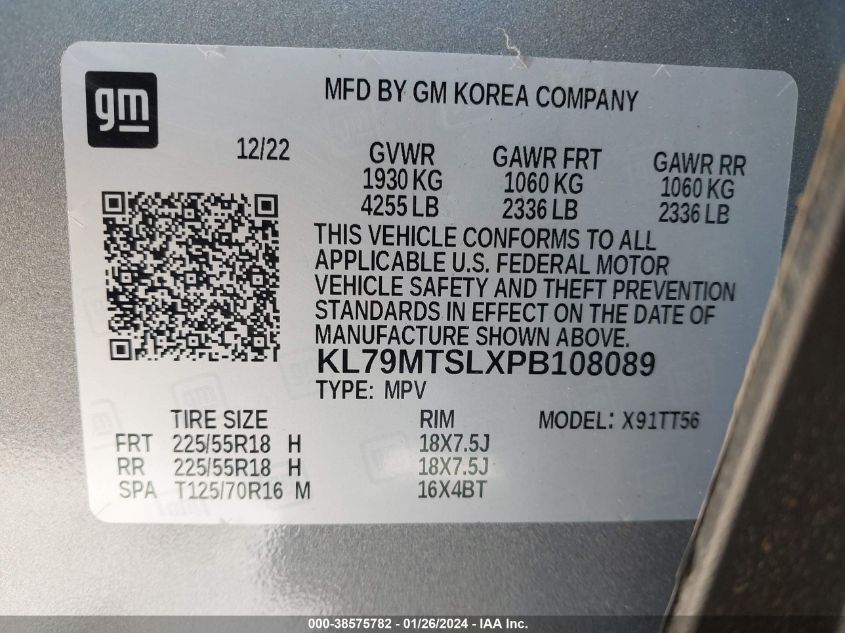 gm
MFD BY GM KOREA COMPANY
12/22 GVWR GAWR FRT GAWR RR
1930 KG 1060 KG 1060 KG
4255 LB 2336 LB 2336 LB
THIS VEHICLE CONFORMS TO ALL
APPLICABLE U.S. FEDERAL MOTOR
VEHICLE SAFETY AND THEFT PREVENTION
STANDARDS IN EFFECT ON THE DATE OF
MANUFACTURE SHOWN ABOVE.
KL79MTSLXPB108089
TYPE: MPV
TIRE SIZE RIM MODEL: X91TT56
FRT 225/55R18 H 18X7.5J
RR 225/55R18 H 18X7.5J
SPA T125/70R16 M 16X4BT
000-38575782 - 01/26/2024 - IAA Inc.